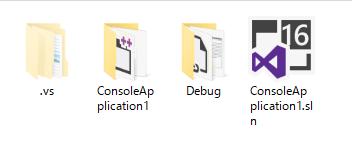 16
.vs
ConsoleAp
plication1
Debug
ConsoleAp
plication1.sl
n